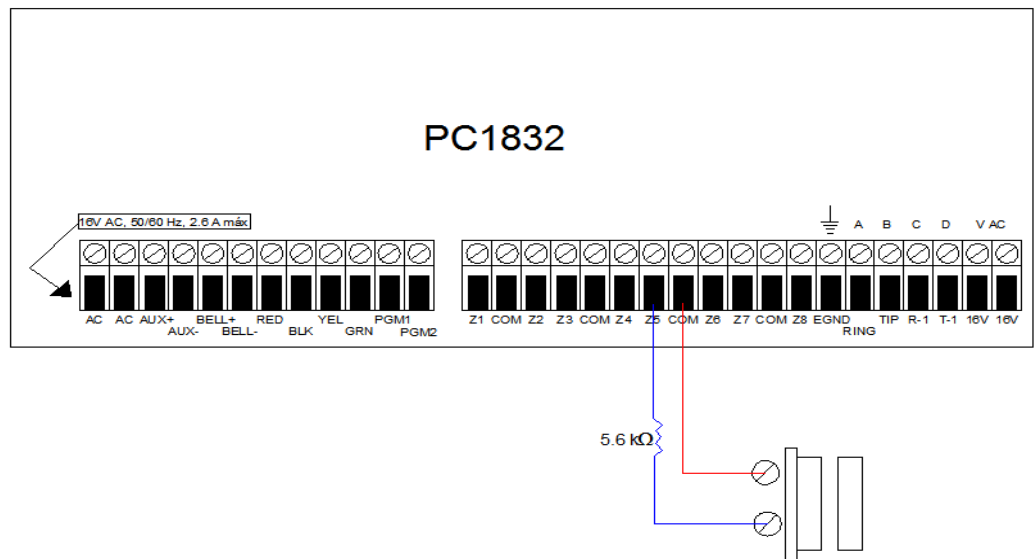 PC1832
16V AC, 50/60 Hz, 2.6 A máx
A B C D V AC
AC AC AUX+ BELL+ RED YEL PGM1 Z1 COM Z2 Z3 COM Z4 Z5 COM Z6 Z7 COM Z8 EGND TIP R-1 T-1 16V 16V
AUX- BELL- BLK GRN PGM2 RING
5.6 kΩ